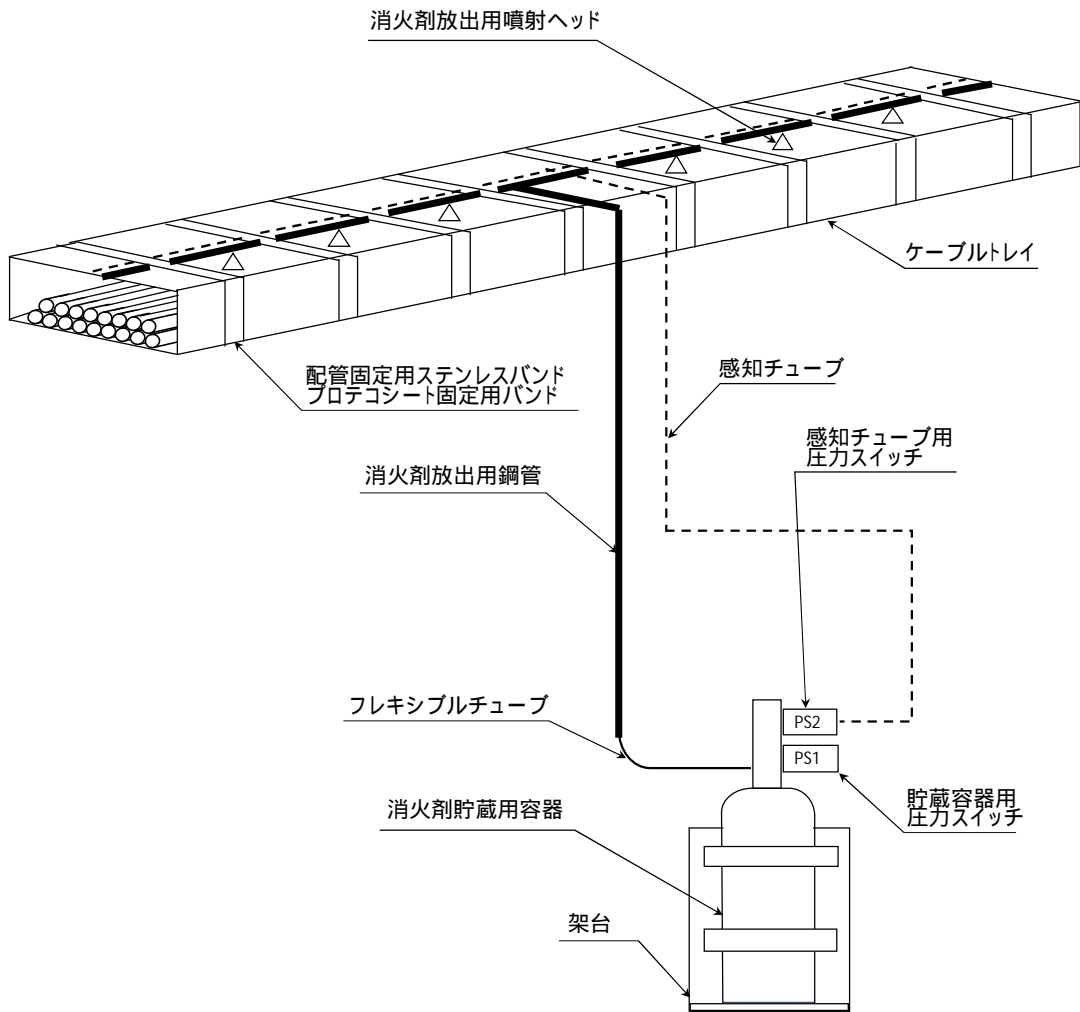 消火剤放出用噴射ヘッド
ケーブルトレイ
配管固定用ステンレスバンド
プロテコシート固定用バンド
感知チューブ
感知チューブ用
圧力スイッチ
消火剤放出用鋼管
フレキシブルチューブ
PS2
PS1
貯蔵容器用
圧力スイッチ
消火剤貯蔵用容器
架台